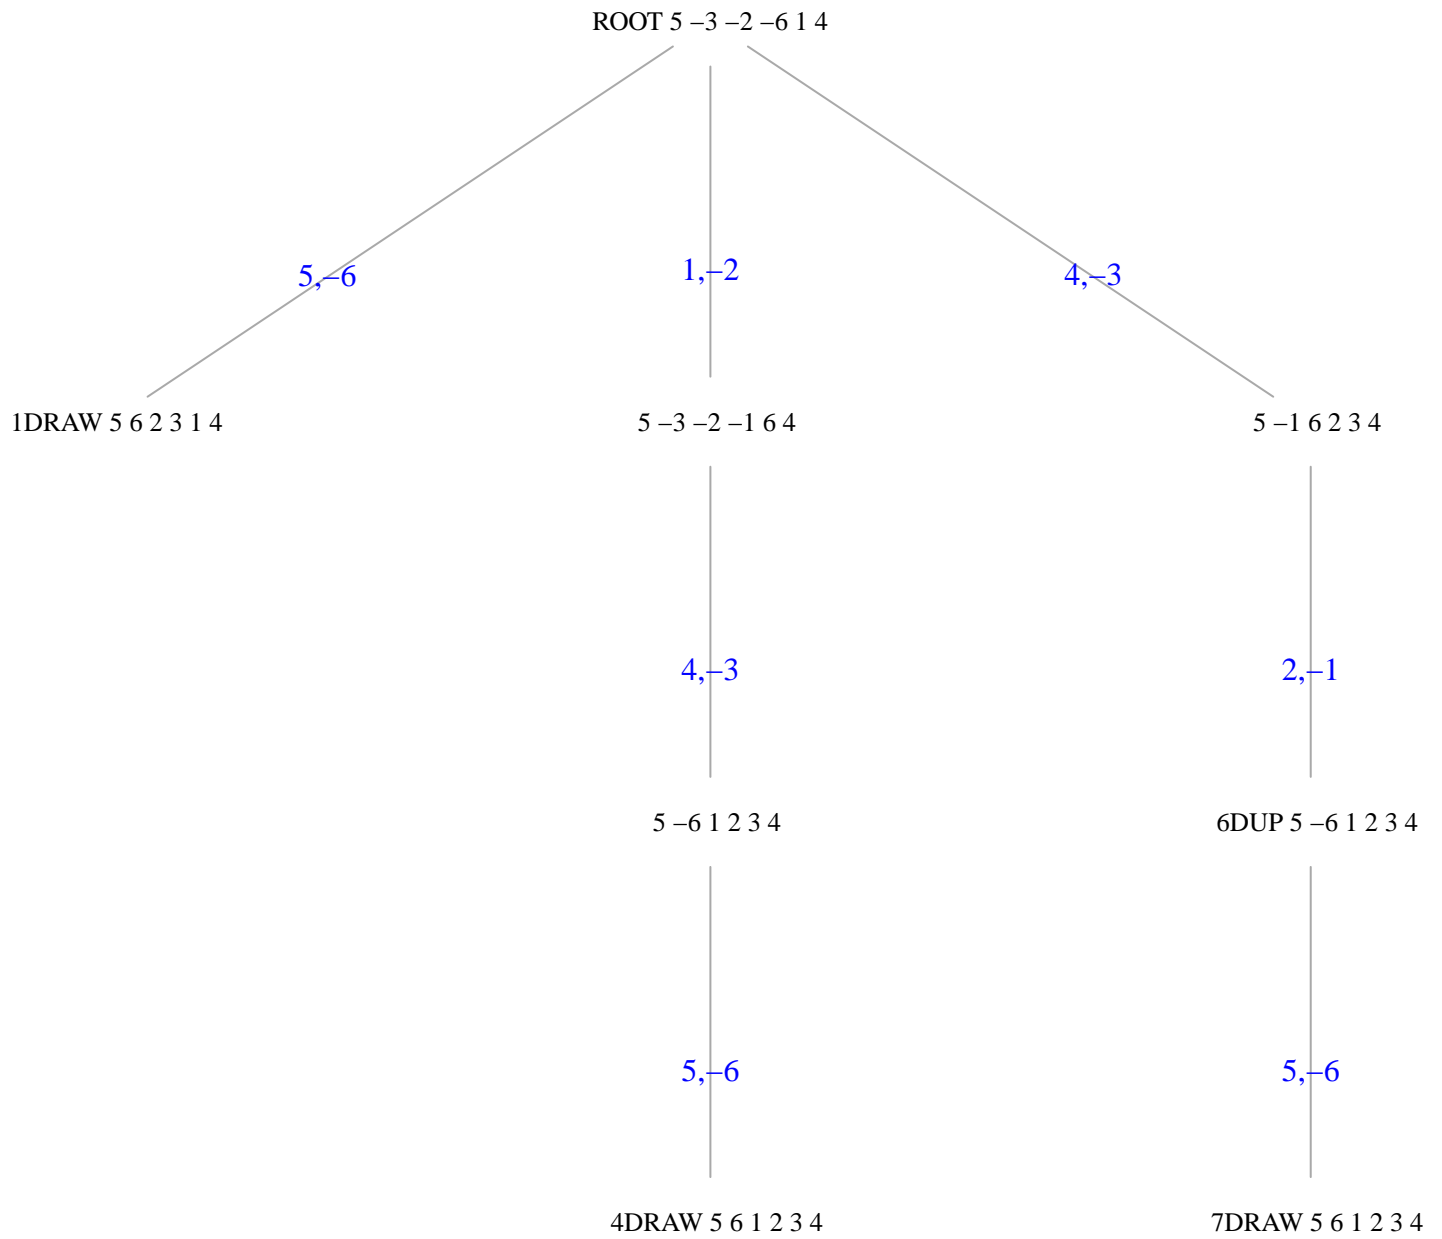 ROOT 5 –3 –2 –6 1 4
5,–6
1,–2
4,–3
1DRAW 5 6 2 3 1 4
5 –3 –2 –1 6 4
5 –1 6 2 3 4
4,–3
2,–1
5 –6 1 2 3 4
6DUP 5 –6 1 2 3 4
5,–6
5,–6
4DRAW 5 6 1 2 3 4
7DRAW 5 6 1 2 3 4